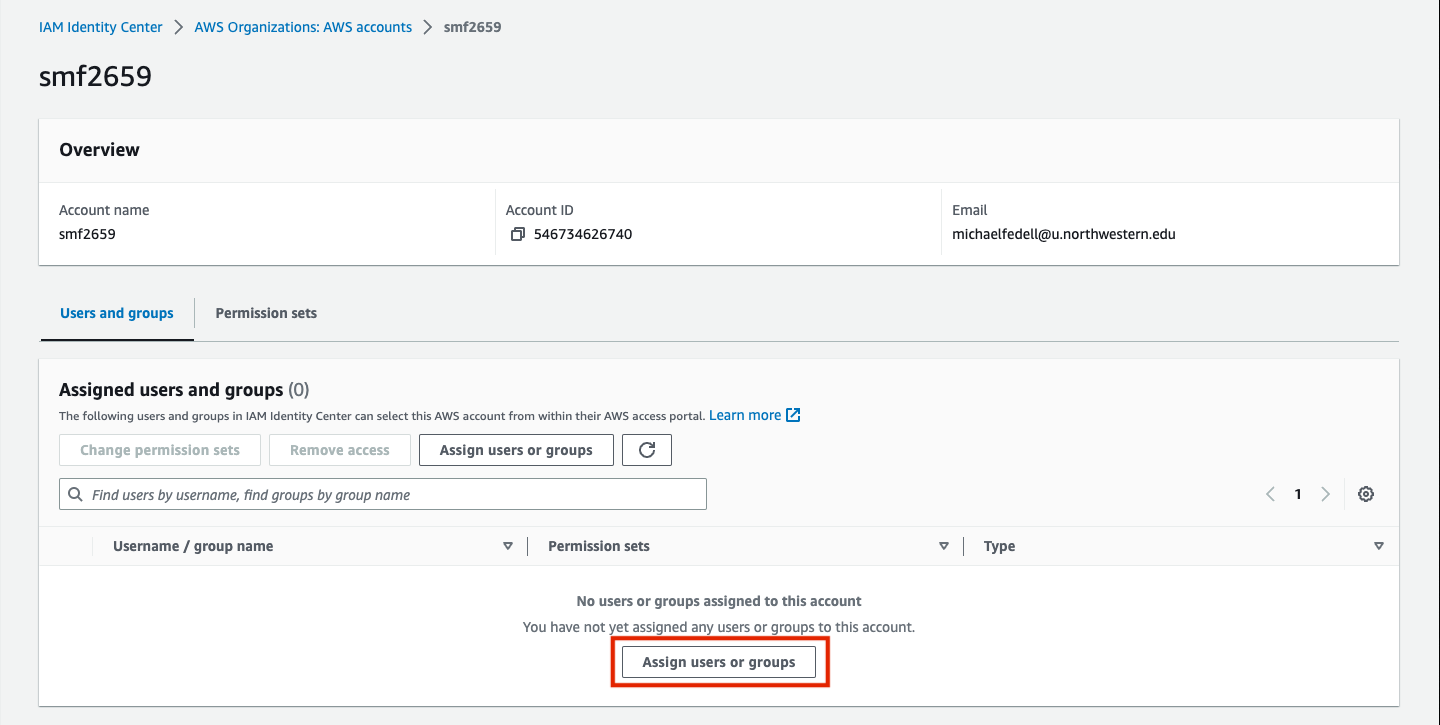 IAM Identity Center > AWS Organizations: AWS accounts > smf2659
smf2659
Overview
Account name Account ID Email
smf2659 546734626740 michaelfedell@u.northwestern.edu
Users and groups Permission sets
Assigned users and groups (0)
The following users and groups in IAM Identity Center can select this AWS account from within their AWS access portal. Learn more
Change permission sets Remove access Assign users or groups
Find users by username, find groups by group name 1
Username / group name Permission sets Type
No users or groups assigned to this account
You have not yet assigned any users or groups to this account.
Assign users or groups